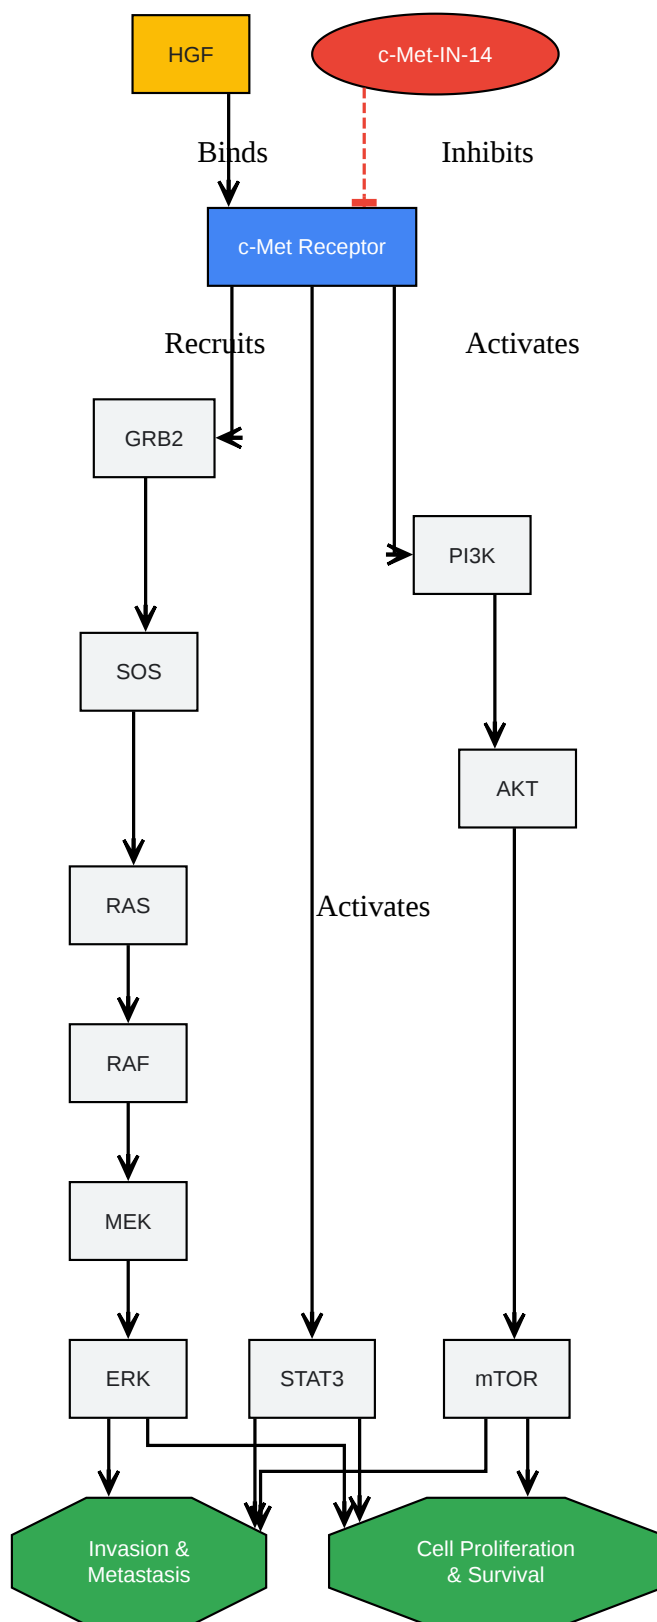 HGF
c-Met-IN-14
Binds
Inhibits
c-Met Receptor
Recruits
Activates
GRB2
PI3K
SOS
AKT
RAS
Activates
RAF
MEK
ERK
STAT3
mTOR
Invasion &
Metastasis
Cell Proliferation
& Survival